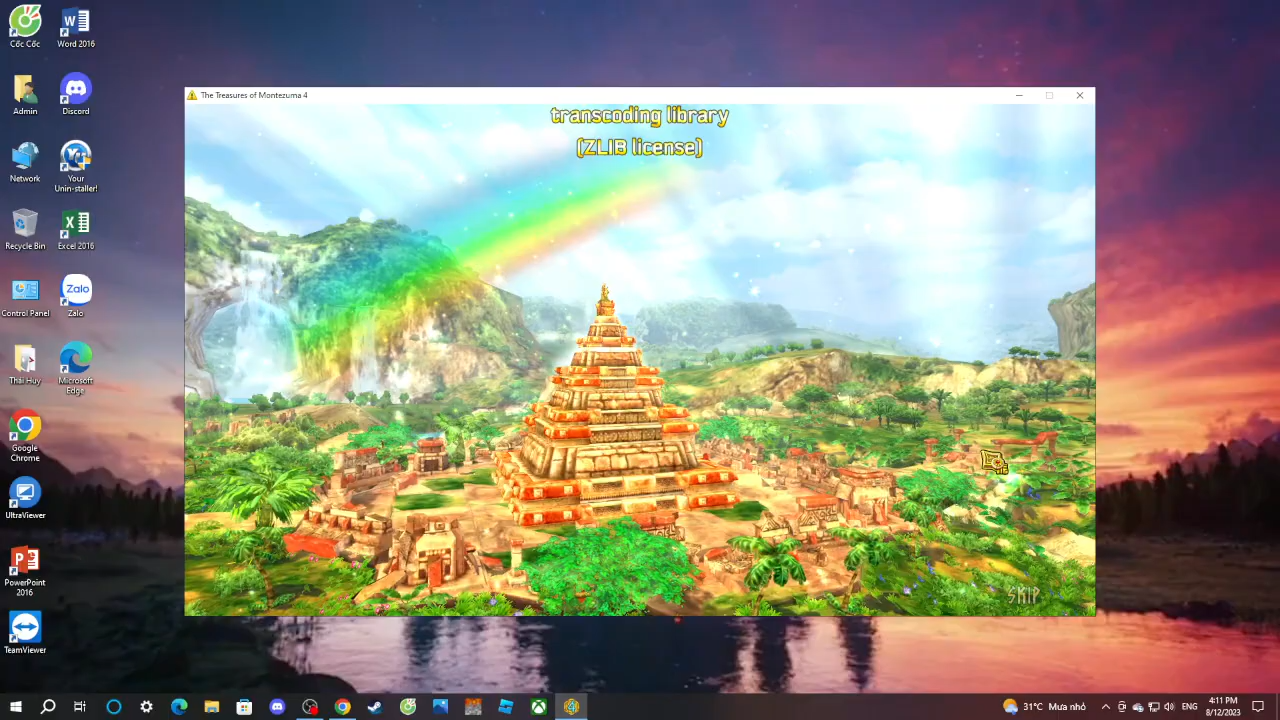 Cốc Cốc
Word 2016
Admin
Discord
Network
Your
Unin-staller!
Recycle Bin
Excel 2016
Control Panel
Zalo
Zalo
Thái Huy
Microsoft
Edge
Google
Chrome
UltraViewer
PowerPoint
2016
TeamViewer
The Treasures of Montezuma 4
transcoding library
(ZLIB license)
SKIP
31°C Mưa nhỏ
ENG
4:11 PM
8/12/2023